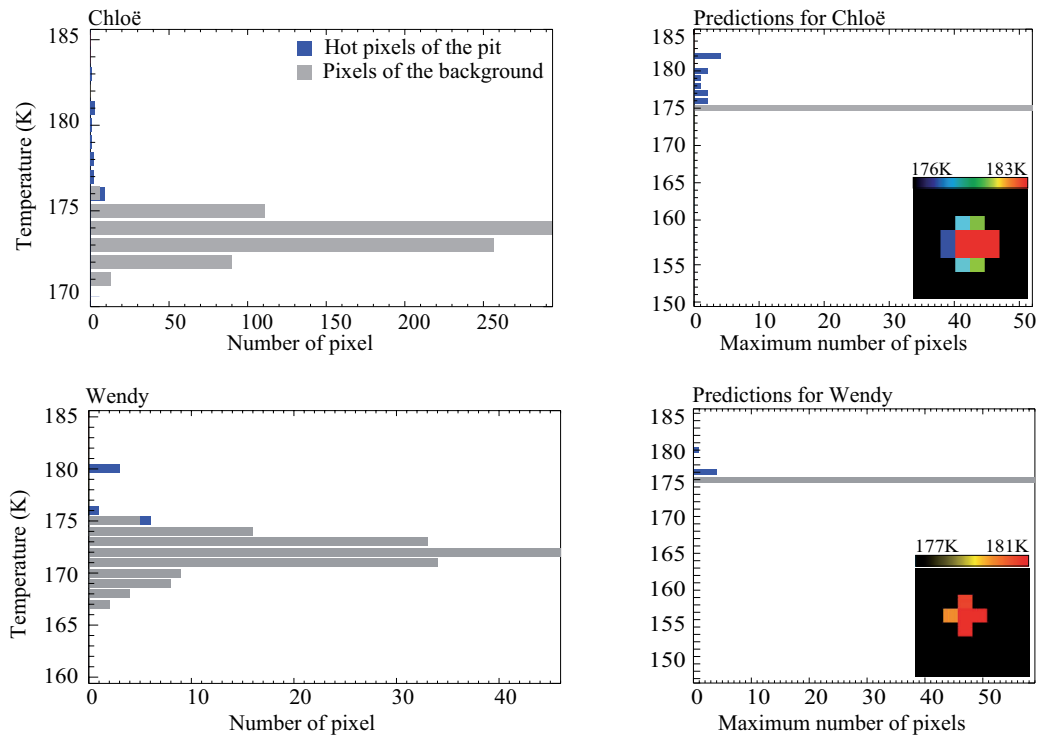 Chloë
185
180
175
170
Temperature (K)
Hot pixels of the pit
Pixels of the background
0 50 100 150 200 250
Number of pixel
Predictions for Chloë
185
180
175
170
165
160
155
150
176K 183K
0 10 20 30 40 50
Maximum number of pixels
Wendy
185
180
175
170
165
160
Temperature (K)
0 10 20 30 40
Number of pixel
Predictions for Wendy
185
180
175
170
165
160
155
150
177K 181K
0 10 20 30 40 50
Maximum number of pixels